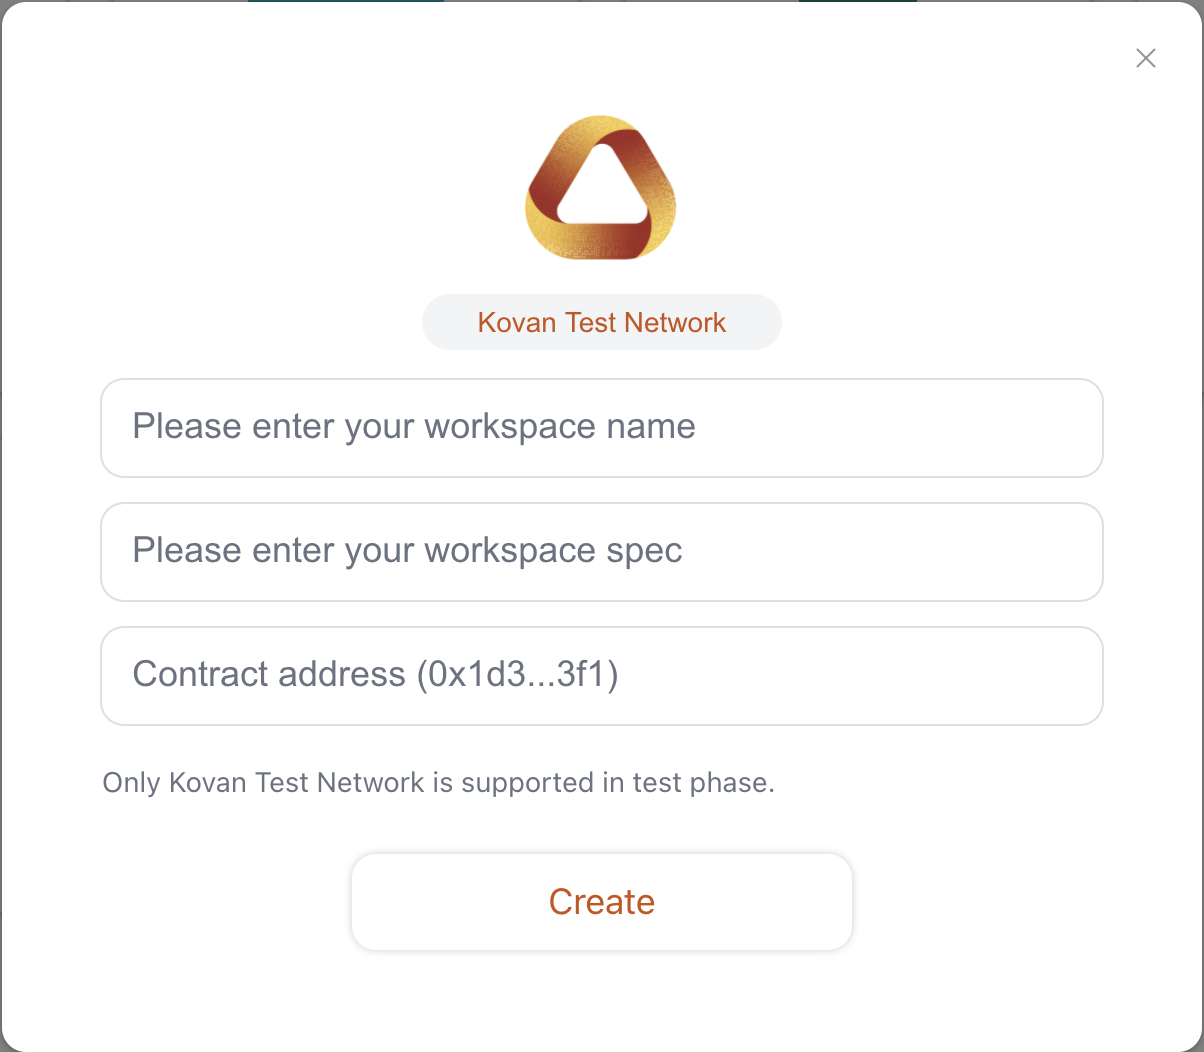 Kovan Test Network
Please enter your workspace name
Please enter your workspace spec
Contract address (0x1d3...3f1)
Only Kovan Test Network is supported in test phase.
Create